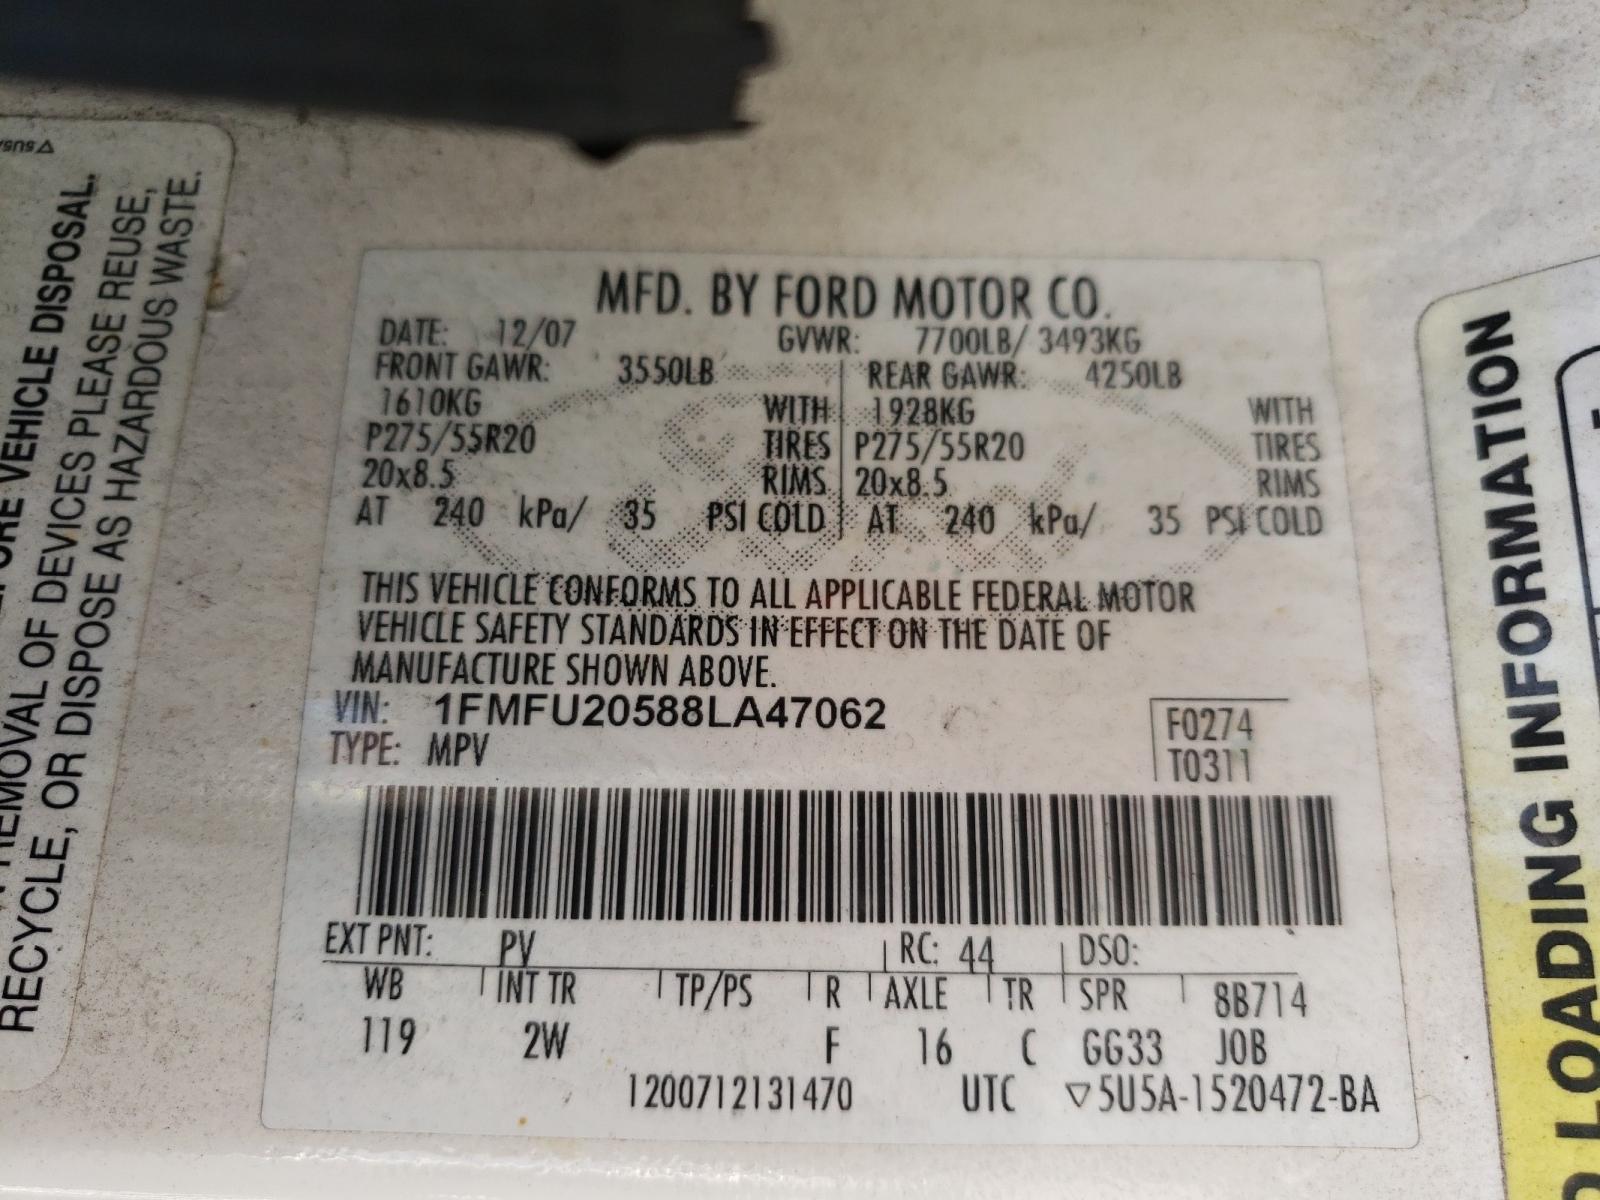 MFD. BY FORD MOTOR CO.
DATE: 12/07 GVWR: 7700LB/ 3493KG
FRONT GAWR: 3550LB REAR GAWR: 4250LB
1610KG WITH 1928KG WITH
P275/55R20 TIRES P275/55R20 TIRES
20x8.5 RIMS 20x8.5 RIMS
AT 240 kPa/ 35 PSI COLD AT 240 kPa/ 35 PSI COLD
THIS VEHICLE CONFORMS TO ALL APPLICABLE FEDERAL MOTOR
VEHICLE SAFETY STANDARDS IN EFFECT ON THE DATE OF
MANUFACTURE SHOWN ABOVE.
VIN: 1FMFU20588LA47062
F0274
TYPE: MPV
T0311
EXT PNT: PV RC: 44 DSO:
WB INT TR TP/PS R AXLE TR SPR 8B714
119 2W F 16 C GG33 JOB
1200712131470 UTC ▽5U5A-1520472-BA
VEHICLE DISPOSAL.
REMOVAL OF DEVICES PLEASE REUSE,
RECYCLE, OR DISPOSE AS HAZARDOUS WASTE.
LOADING INFORMATION